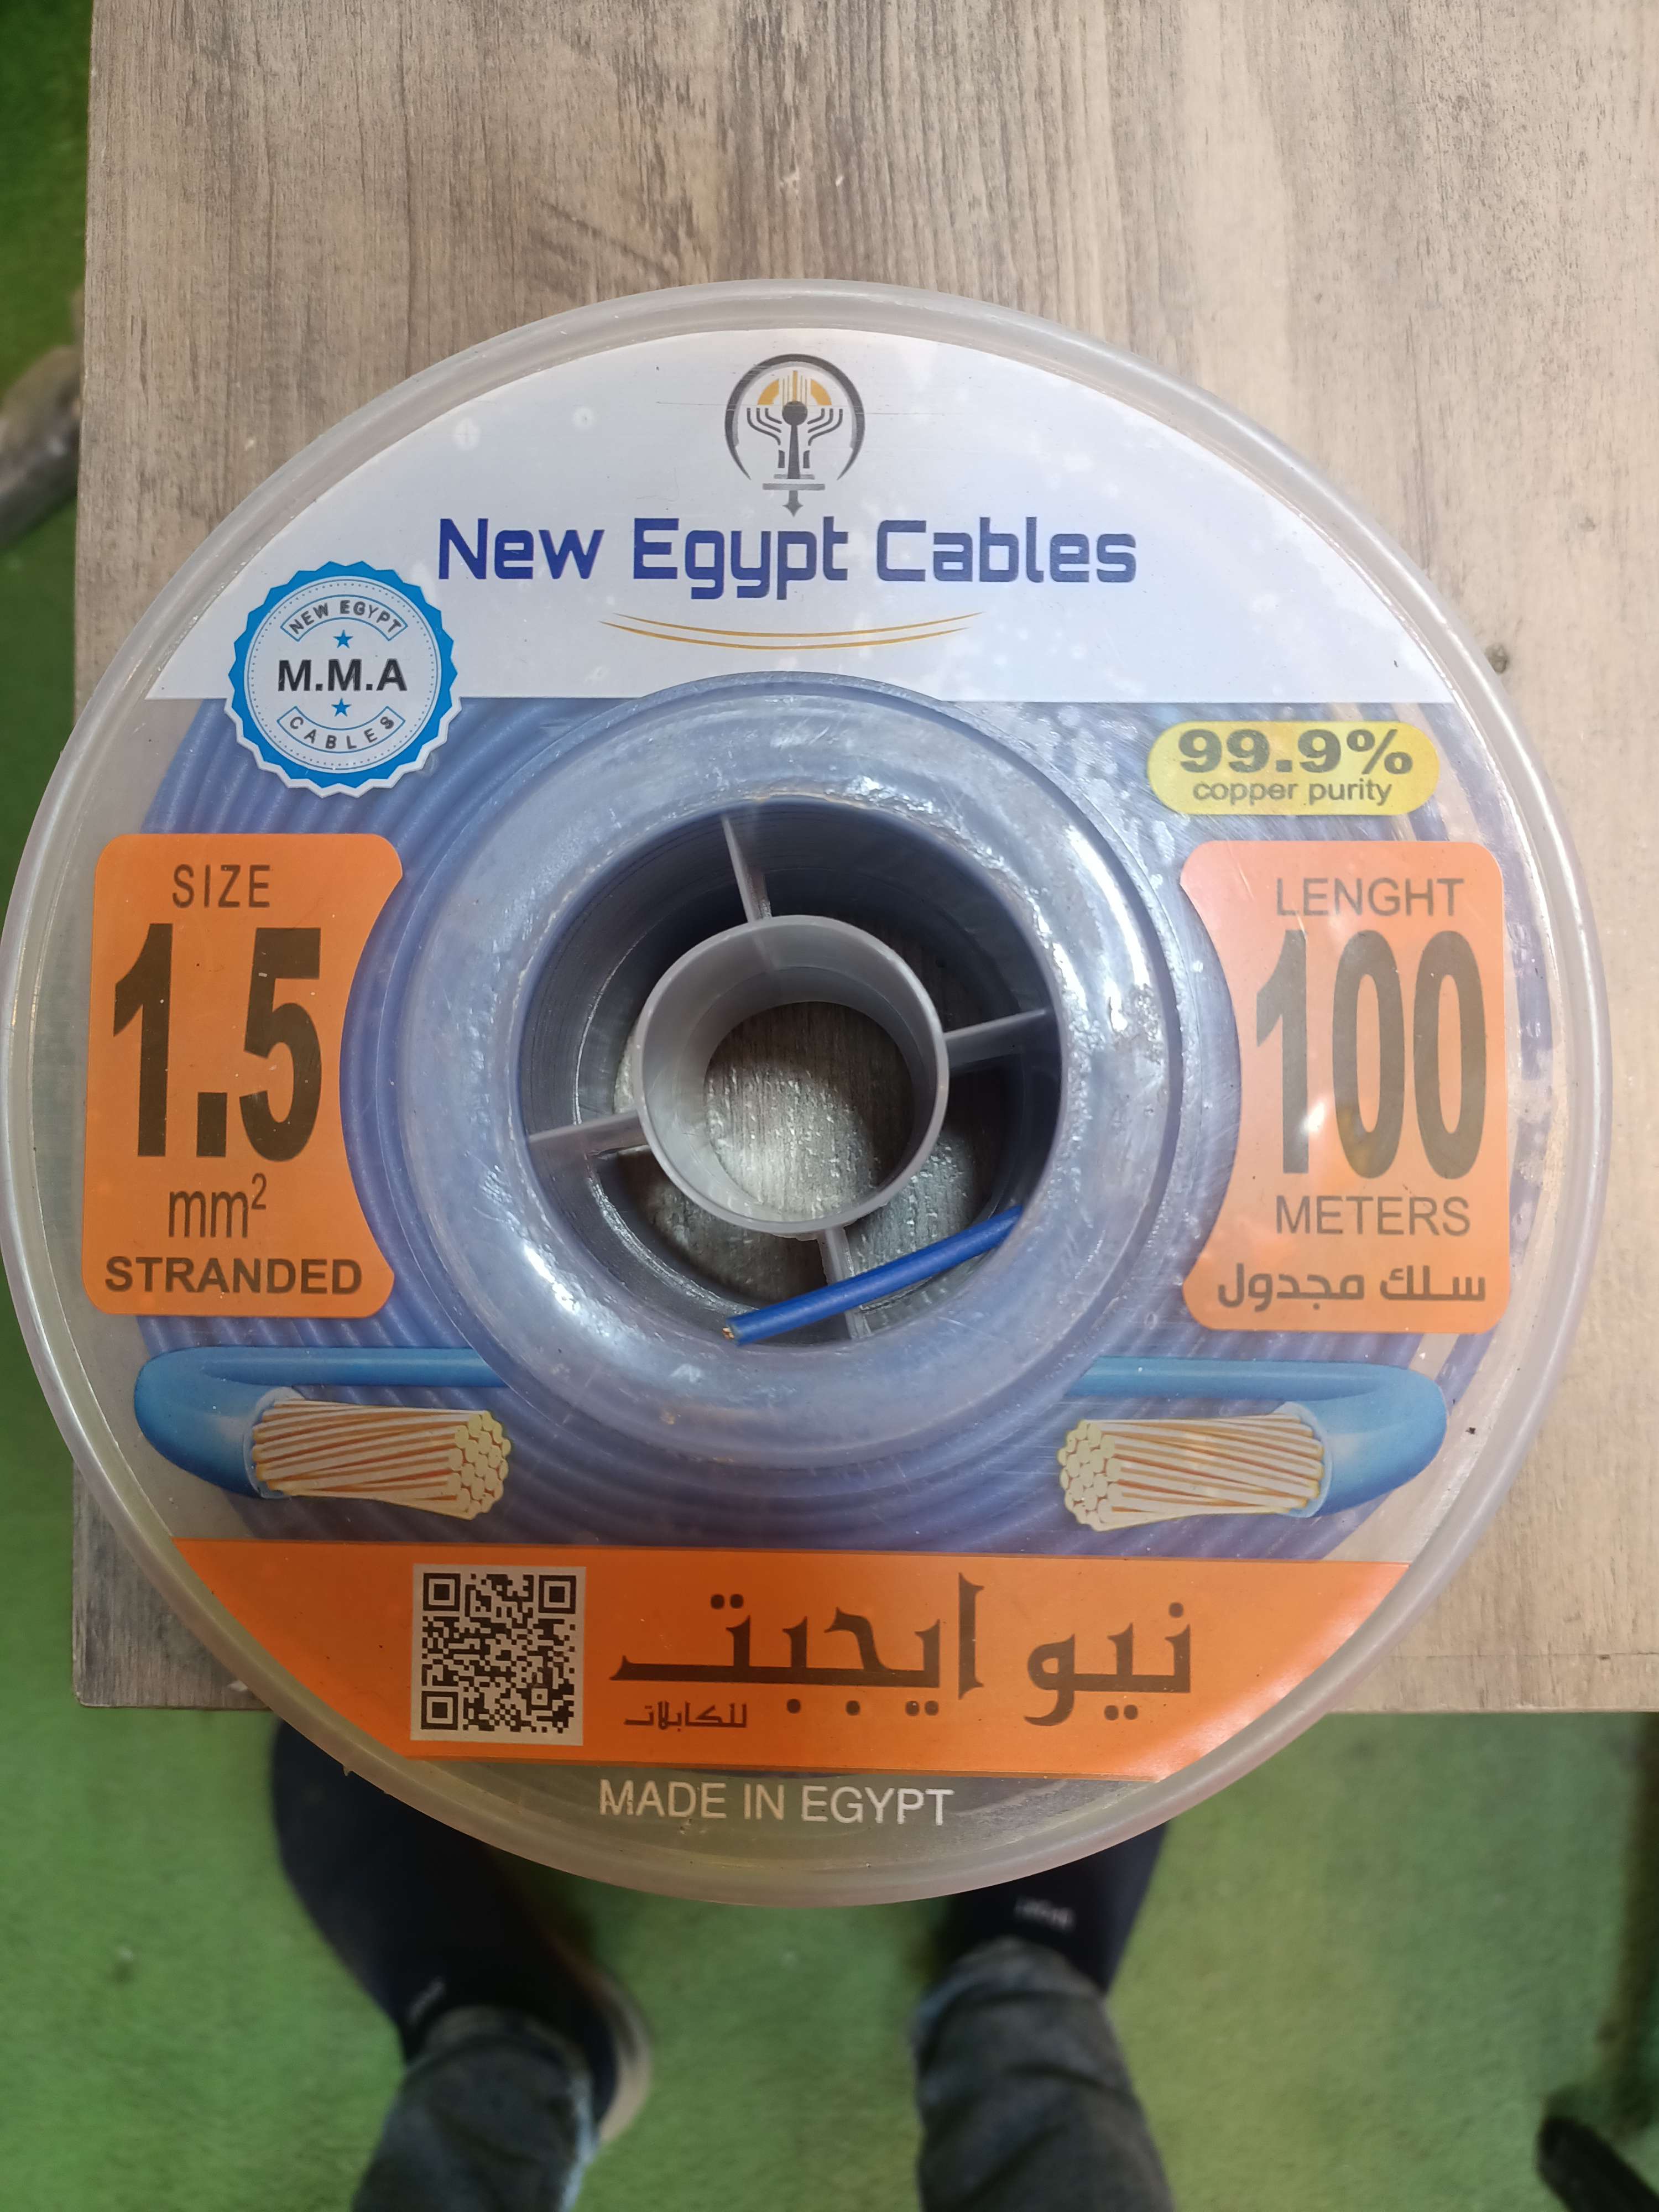 New Egypt Cables
NEW EGYPT
M.M.A
CABLES
99.9%
copper purity
SIZE
1.5
mm²
STRANDED
LENGHT
100
METERS
سلك مجدول
نيو ايجبت
للكابلات
MADE IN EGYPT